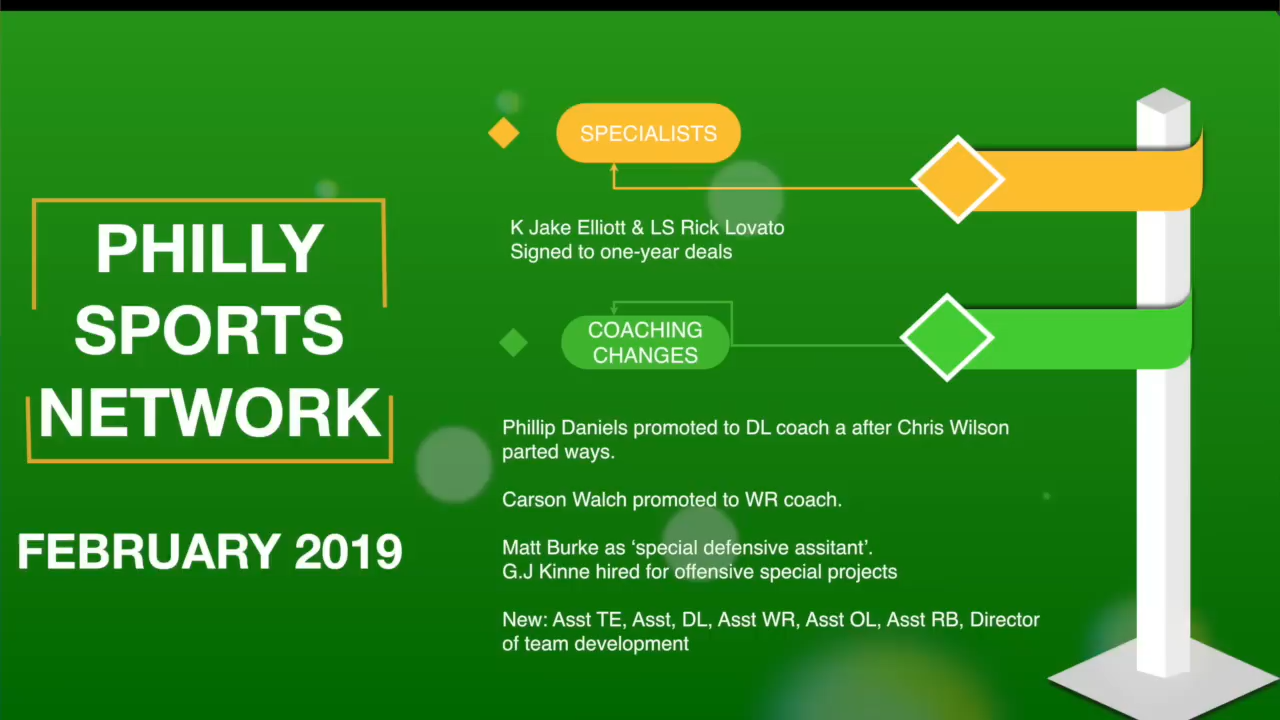 PHILLY
SPORTS
NETWORK
FEBRUARY 2019
SPECIALISTS
K Jake Elliott & LS Rick Lovato
Signed to one-year deals
COACHING
CHANGES
Phillip Daniels promoted to DL coach a after Chris Wilson
parted ways.
Carson Walch promoted to WR coach.
Matt Burke as ‘special defensive assitant’.
G.J Kinne hired for offensive special projects
New: Asst TE, Asst, DL, Asst WR, Asst OL, Asst RB, Director
of team development